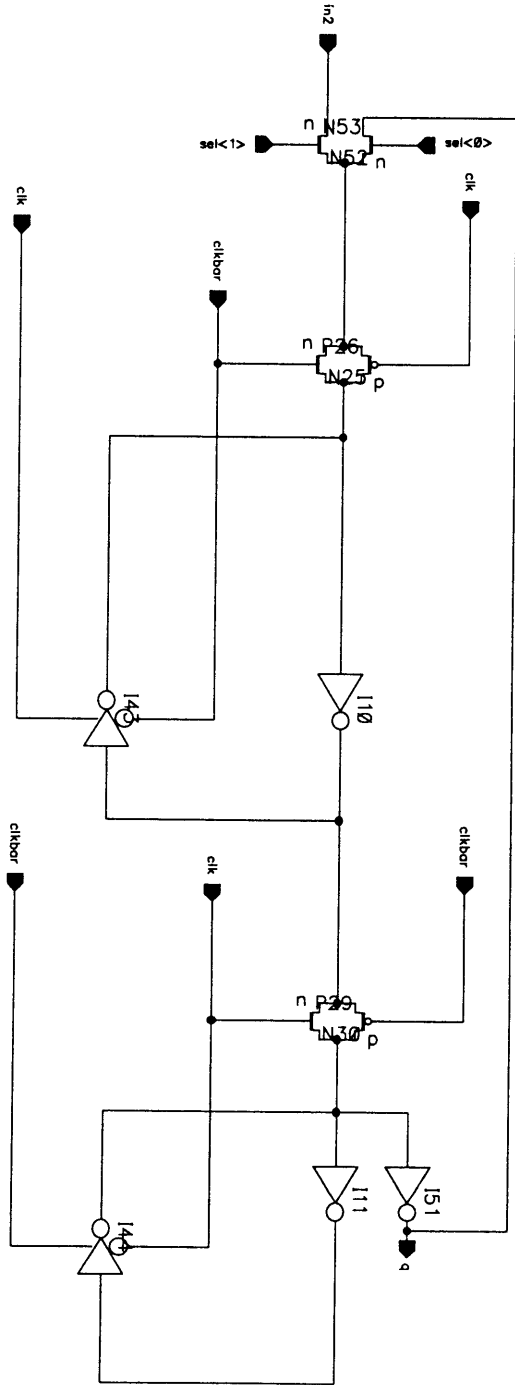 in2
n N53
sel<1>
sel<0>
N52 n
clk
clk
clkbar
n P26
N25 p
I10
I43
clkbar
clk
clkbar
n P29
N30 p
I11
I51
I44
q